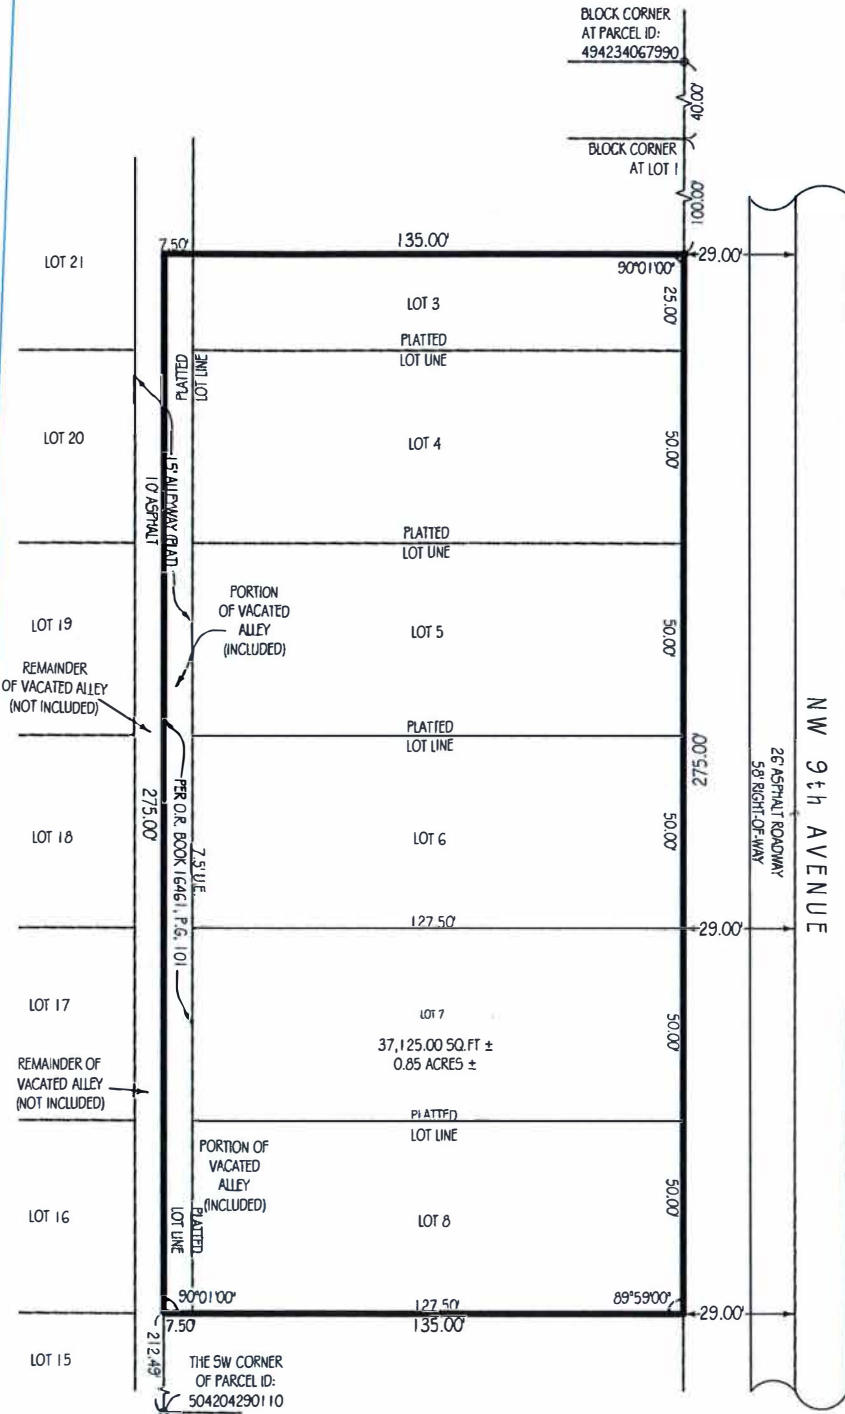 BLOCK CORNER
AT PARCEL ID:
494234067990
40.00'
BLOCK CORNER
AT LOT 1
100.00'
7.50'
135.00'
29.00'
90°01'00"
LOT 21
LOT 3
25.00'
PLATTED
LOT LINE
PLATTED
LOT LINE
LOT 20
LOT 4
50.00'
15' ALLEYWAY (PLAT)
10' ASPHALT
PLATTED
LOT LINE
PORTION
OF VACATED
ALLEY
(INCLUDED)
LOT 19
LOT 5
50.00'
REMAINDER
OF VACATED ALLEY
(NOT INCLUDED)
PLATTED
LOT LINE
275.00'
NW 9th AVENUE
26' ASPHALT ROADWAY
58' RIGHT-OF-WAY
275.00'
PER O.R. BOOK 16461, P.G. 101
7.5' U.E.
LOT 18
LOT 6
50.00'
127.50'
29.00'
LOT 17
LOT 7
37,125.00 SQ.FT ±
0.85 ACRES ±
50.00'
REMAINDER OF
VACATED ALLEY
(NOT INCLUDED)
PLATTED
LOT LINE
PORTION OF
VACATED
ALLEY
(INCLUDED)
LOT 16
PLATTED
LOT LINE
LOT 8
50.00'
90°01'00"
127.50'
89°59'00"
29.00'
7.50'
135.00'
LOT 15
212.49'
THE SW CORNER
OF PARCEL ID:
504204290110